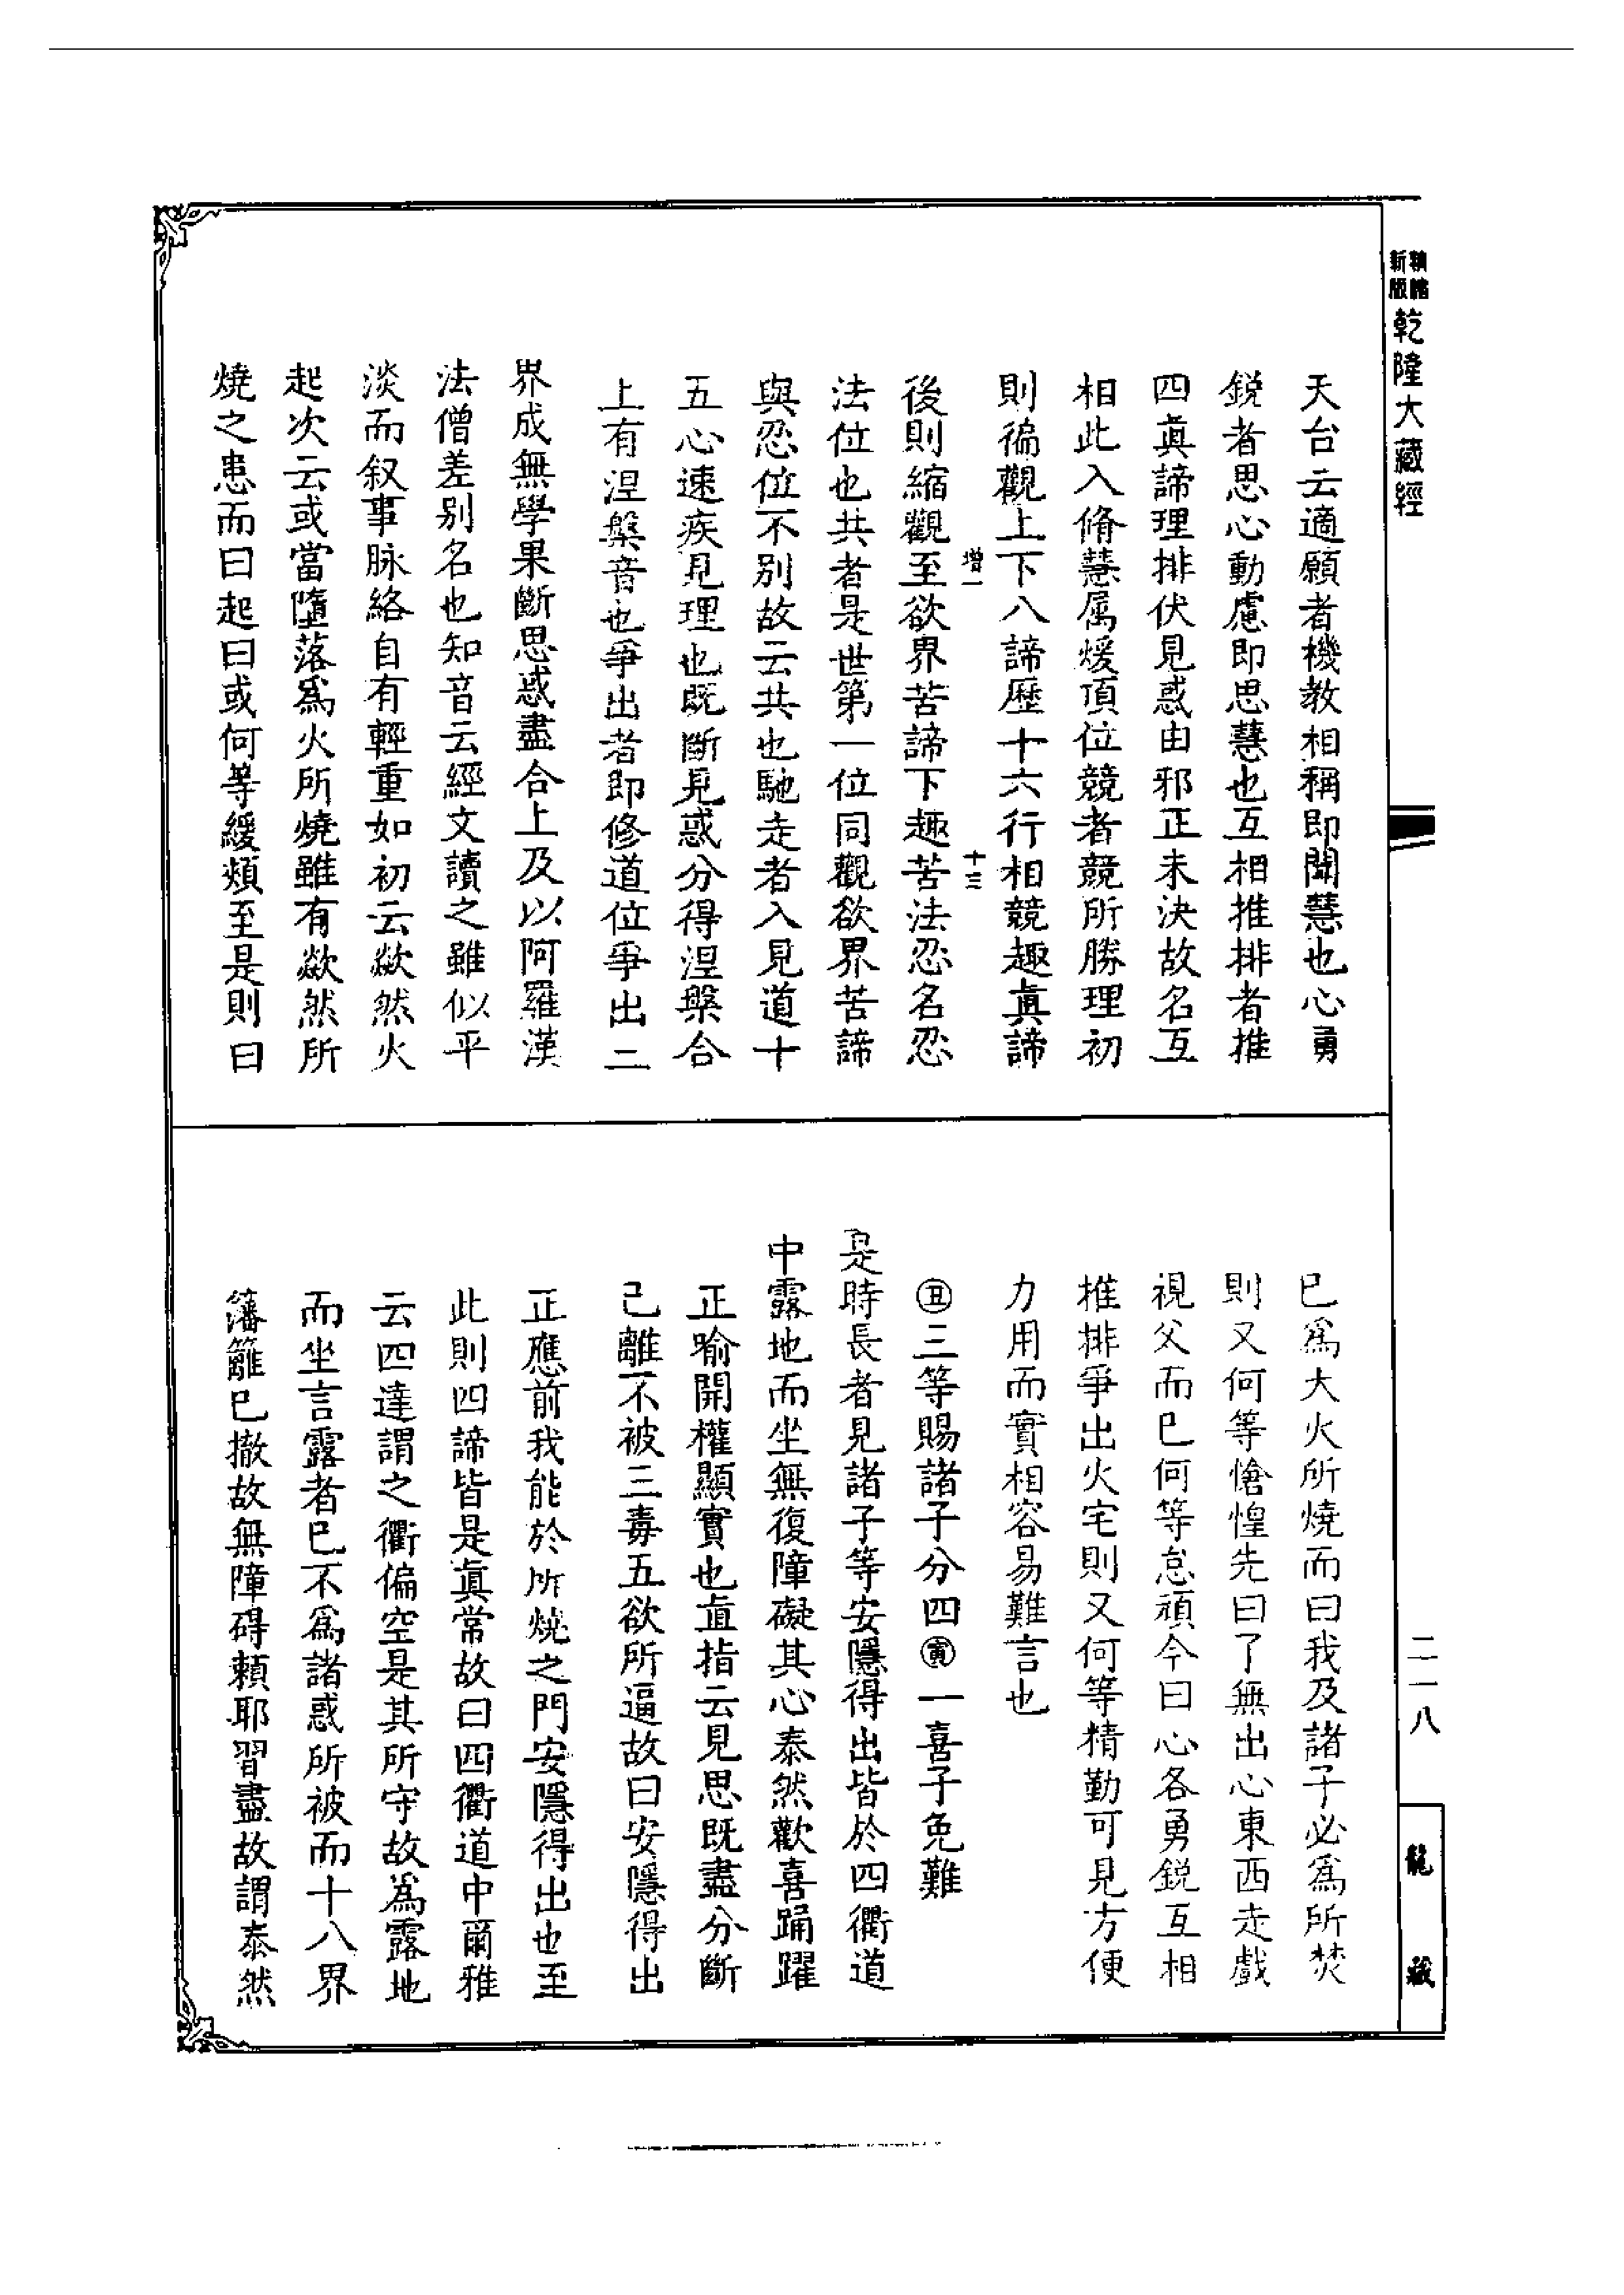 新版精縮
乾隆大藏經
天台云適願者機教相稱即聞慧也心勇
銳者思心動慮即思慧也互相推排者推
四真諦理排伏見惑由邪正未決故名互
相此入脩慧屬煖頂位競者競所勝理初
則徧觀上下八諦歷十六行相競趣真諦
增一
十三
後則縮觀至欲界苦諦下趣苦法忍名忍
法位也共者是世第一位同觀欲界苦諦
與忍位不別故云共也馳走者入見道十
五心速疾見理也既斷見惑分得涅槃合
上有涅槃音也爭出者即修道位爭出二
界成無學果斷思惑盡合上及以阿羅漢
法僧差別名也知音云經文讀之雖似平
淡而叙事脉絡自有輕重如初云歘然火
起次云或當墮落為火所燒雖有歘然所
燒之患而曰起曰或何等緩頰至是則曰
已為大火所燒而曰我及諸子必為所焚
則又何等愴惶先曰了無出心東西走戲
視父而已何等怠頑今曰心各勇銳互相
推排爭出火宅則又何等精勤可見方便
力用而實相容易難言也
㊄三等賜諸子分四㊅一喜子免難
是時長者見諸子等安隱得出皆於四衢道
中露地而坐無復障礙其心泰然歡喜踊躍
正喻開權顯實也直指云見思既盡分斷
已離不被三毒五欲所逼故曰安隱得出
正應前我能於所燒之門安隱得出也至
此則四諦皆是真常故曰四衢道中爾雅
云四達謂之衢偏空是其所守故為露地
而坐言露者已不為諸惑所被而十八界
籓籬已撤故無障碍賴耶習盡故謂泰然
二一八
龍藏